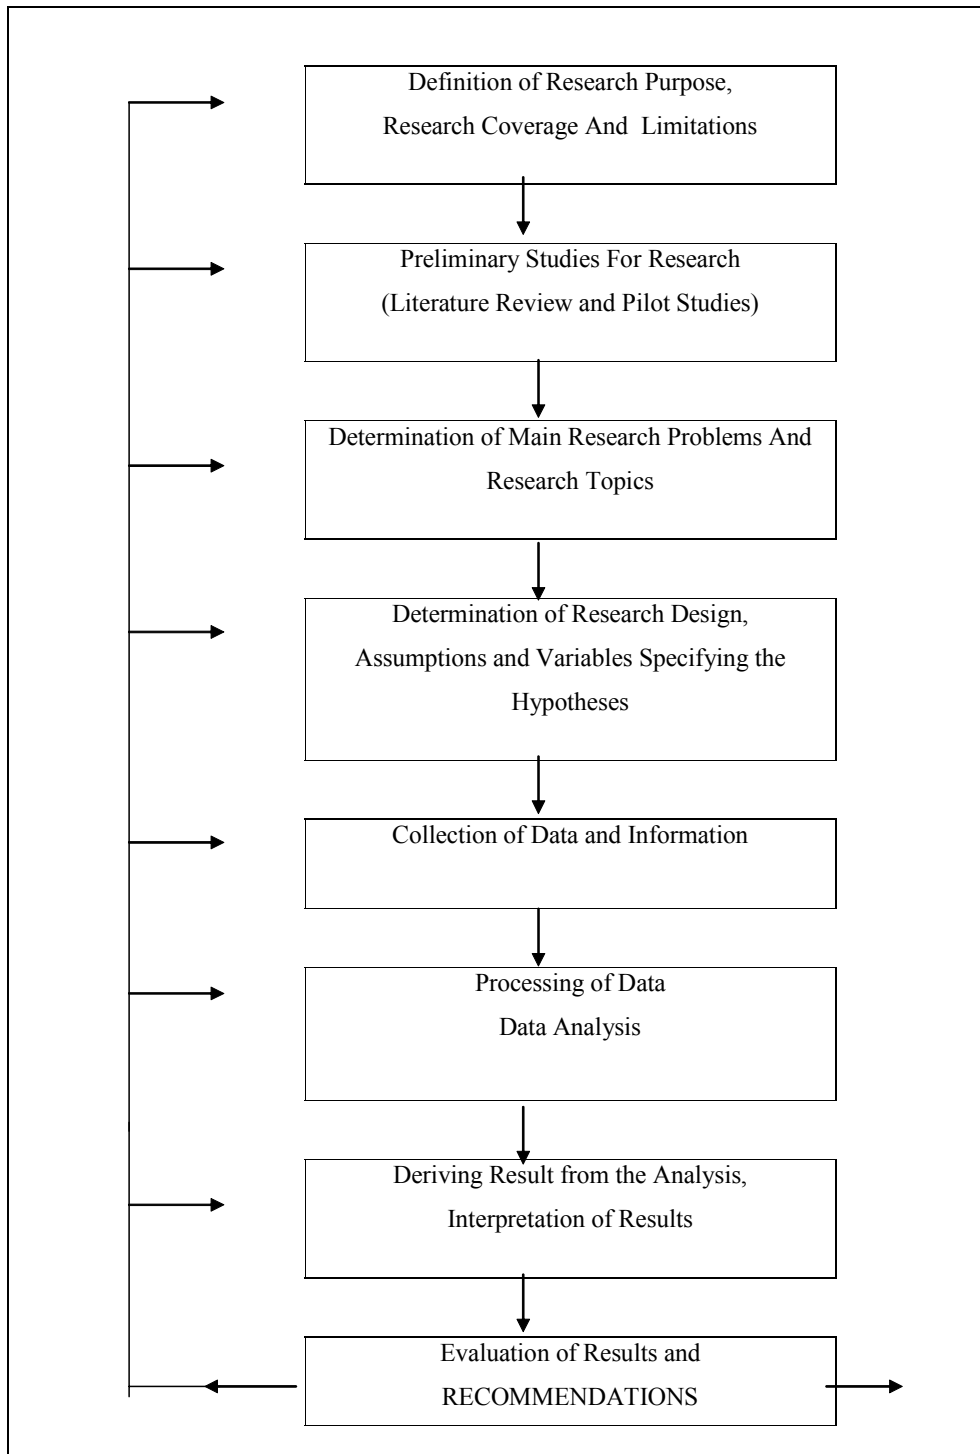 Definition of Research Purpose,
Research Coverage And  Limitations
Preliminary Studies For Research
(Literature Review and Pilot Studies)
Determination of Main Research Problems And
Research Topics
Determination of Research Design,
Assumptions and Variables Specifying the
Hypotheses
Collection of Data and Information
Processing of Data
Data Analysis
Deriving Result from the Analysis,
Interpretation of Results
Evaluation of Results and
RECOMMENDATIONS